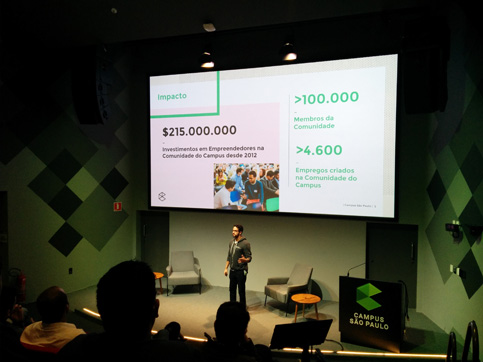 Impacto
$215.000.000
Investimentos em Empreendedores na
Comunidade do Campus desde 2012
>100.000
Membros da
Comunidade
>4.600
Empregos criados
na Comunidade do
Campus
CAMPUS
SÃO PAULO